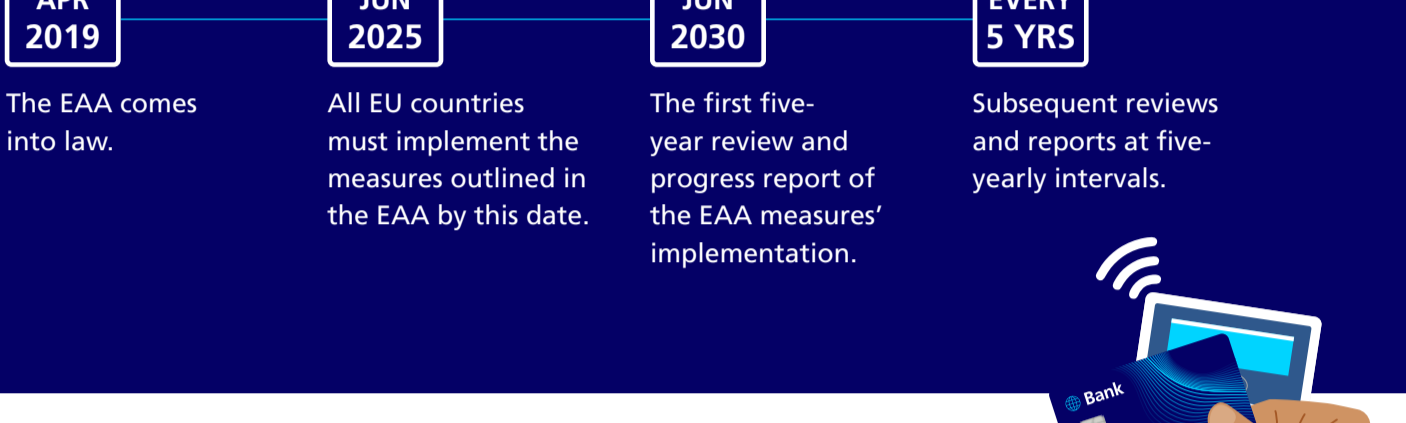 APR
2019
JUN
2025
JUN
2030
EVERY
5 YRS
The EAA comes
into law.
All EU countries
must implement the
measures outlined in
the EAA by this date.
The first five-
year review and
progress report of
the EAA measures’
implementation.
Subsequent reviews
and reports at five-
yearly intervals.
Bank